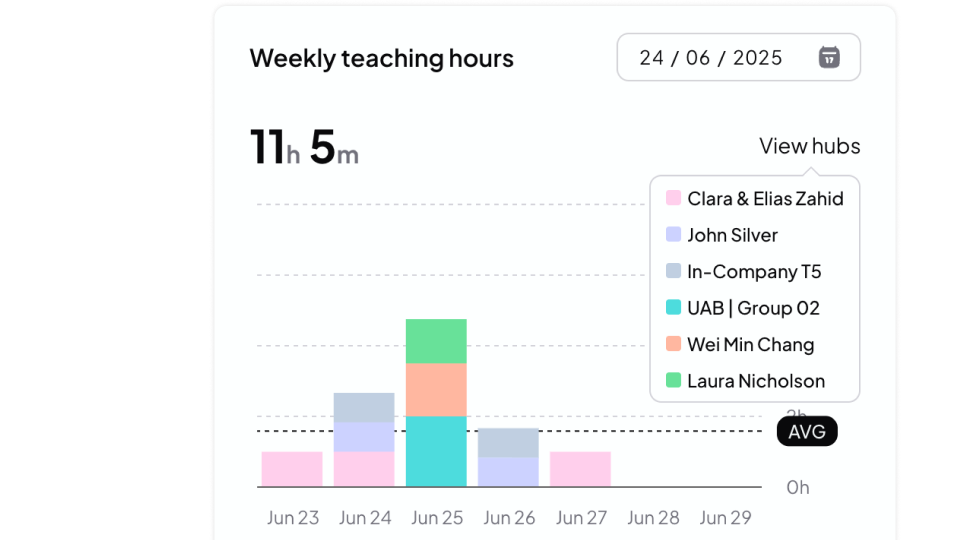 Weekly teaching hours
24 / 06 / 2025
11h 5m
View hubs
Clara & Elias Zahid
John Silver
In-Company T5
UAB | Group 02
Wei Min Chang
Laura Nicholson
AVG
0h
Jun 23 Jun 24 Jun 25 Jun 26 Jun 27 Jun 28 Jun 29